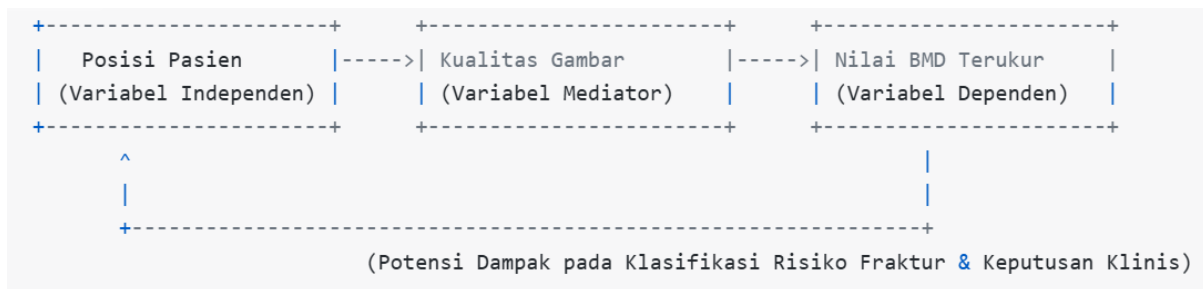 Posisi Pasien Kualitas Gambar Nilai BMD Terukur
(Variabel Independen) (Variabel Mediator) (Variabel Dependen)
(Potensi Dampak pada Klasifikasi Risiko Fraktur & Keputusan Klinis)